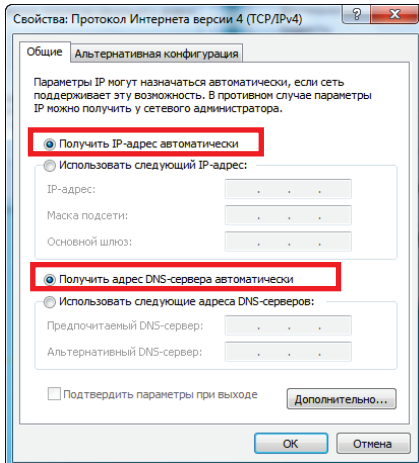 Свойства: Протокол Интернета версии 4 (TCP/IPv4)
Общие Альтернативная конфигурация
Параметры IP могут назначаться автоматически, если сеть
поддерживает эту возможность. В противном случае параметры
IP можно получить у сетевого администратора.
Получить IP-адрес автоматически
Использовать следующий IP-адрес:
IP-адрес:
Маска подсети:
Основной шлюз:
Получить адрес DNS-сервера автоматически
Использовать следующие адреса DNS-серверов:
Предпочитаемый DNS-сервер:
Альтернативный DNS-сервер:
Подтвердить параметры при выходе
Дополнительно...
ОК Отмена